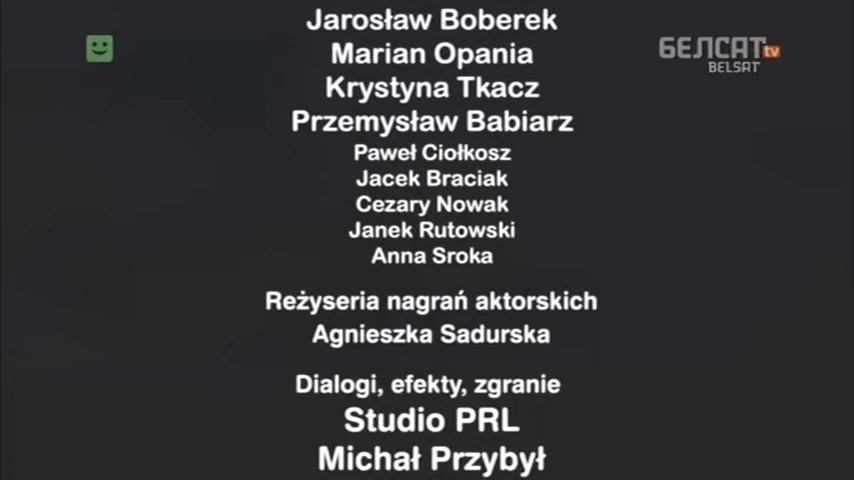 Jarosław Boberek
Marian Opania
Krystyna Tkacz
Przemysław Babiarz
Paweł Ciołkosz
Jacek Braciak
Cezary Nowak
Janek Rutowski
Anna Sroka
Reżyseria nagrań aktorskich
Agnieszka Sadurska
Dialogi, efekty, zgranie
Studio PRL
Michał Przybył
БЕЛСАТ tv
BELSAT